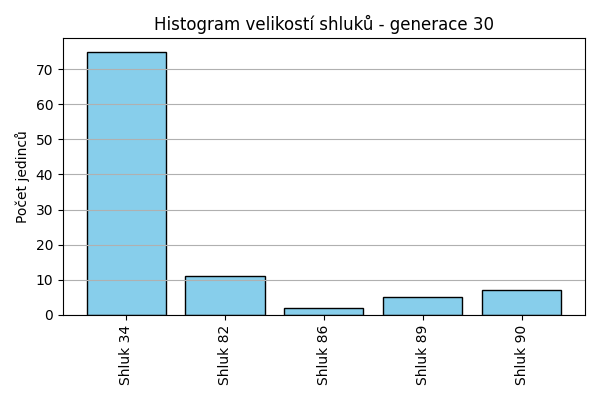 Histogram velikostí shluků - generace 30
Počet jedinců
70
60
50
40
30
20
10
0
Shluk 34
Shluk 82
Shluk 86
Shluk 89
Shluk 90